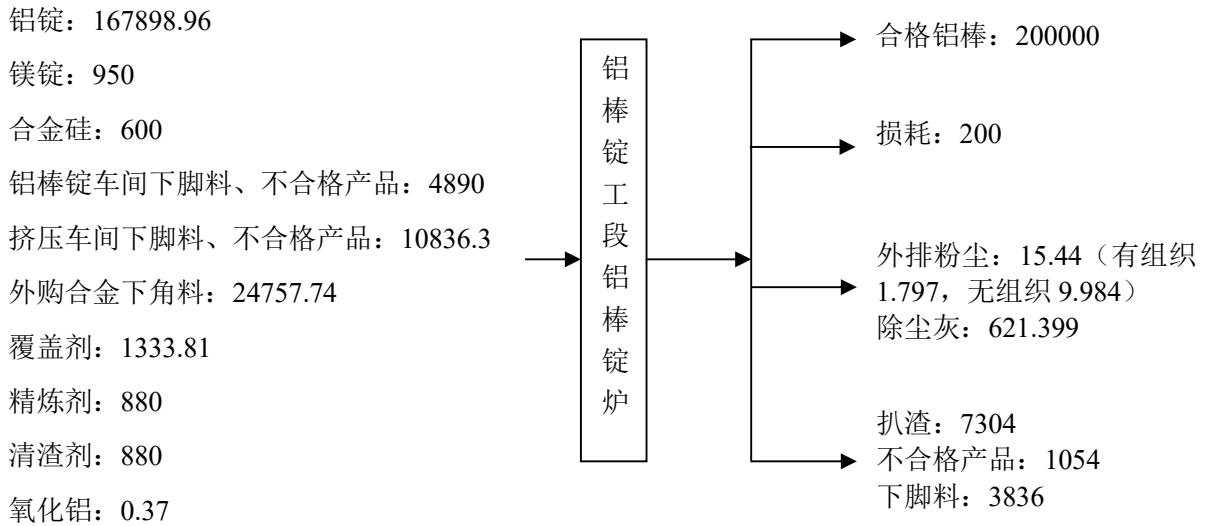 铝锭：167898.96
镁锭：950
合金硅：600
铝棒锭车间下脚料、不合格产品：4890
挤压车间下脚料、不合格产品：10836.3
外购合金下角料：24757.74
覆盖剂：1333.81
精炼剂：880
清渣剂：880
氧化铝：0.37
铝棒锭工段铝棒锭炉
合格铝棒：200000
损耗：200
外排粉尘：15.44（有组织
1.797，无组织 9.984）
除尘灰：621.399
扒渣：7304
不合格产品：1054
下脚料：3836